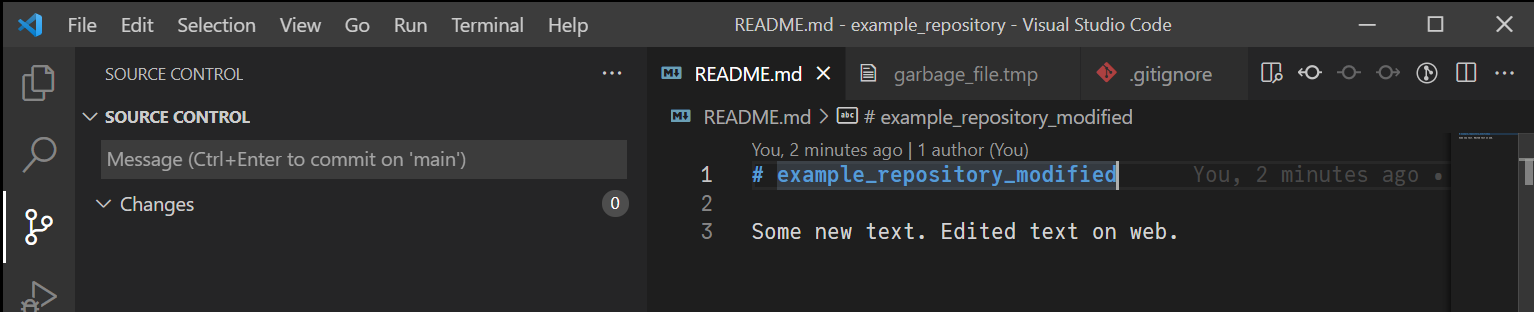 File Edit Selection View Go Run Terminal Help README.md - example_repository - Visual Studio Code
SOURCE CONTROL
README.md garbage_file.tmp .gitignore
SOURCE CONTROL
README.md > # example_repository_modified
Message (Ctrl+Enter to commit on 'main')
You, 2 minutes ago | 1 author (You)
1 # example_repository_modified You, 2 minutes ago •
Changes 0
2
3 Some new text. Edited text on web.